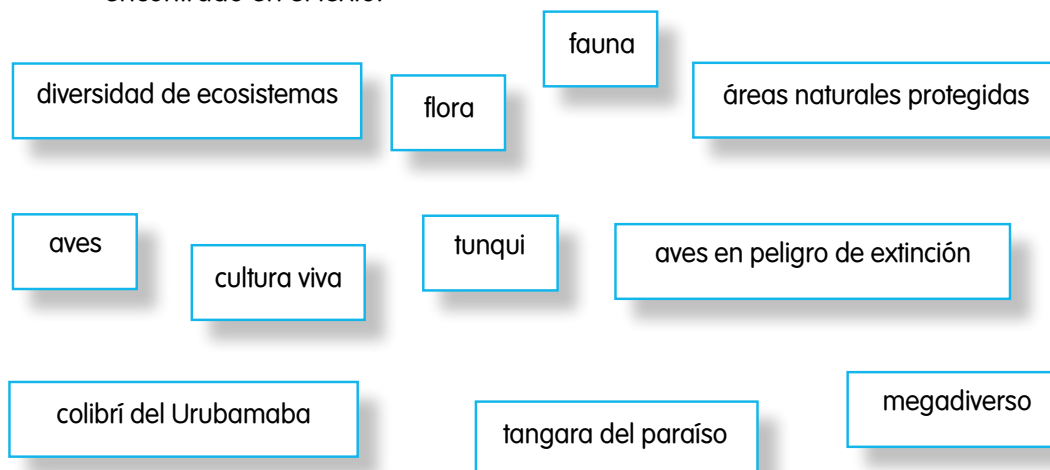 fauna
diversidad de ecosistemas
flora
áreas naturales protegidas
aves
cultura viva
tunqui
aves en peligro de extinción
colibrí del Urubamaba
tangara del paraíso
megadiverso